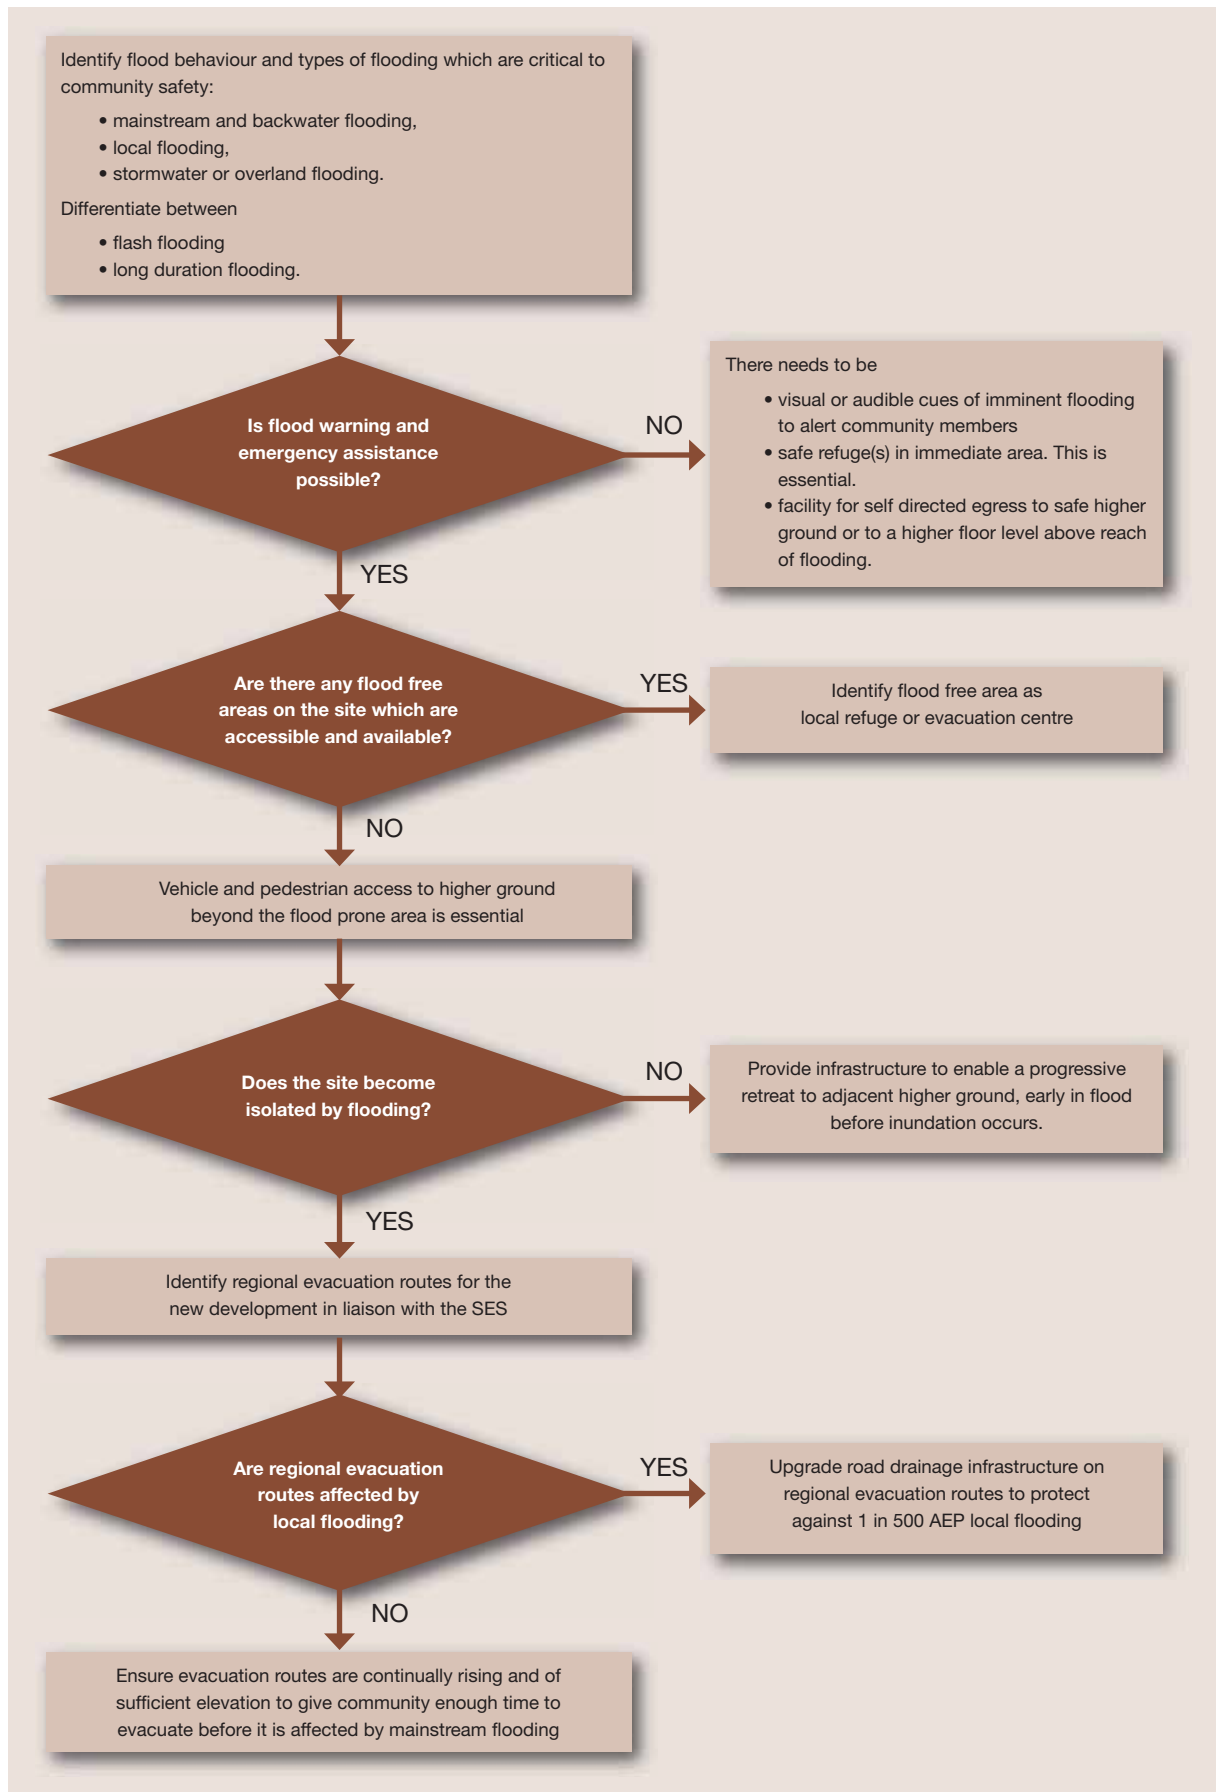 Identify flood behaviour and types of flooding which are critical to
community safety:
• mainstream and backwater flooding,
• local flooding,
• stormwater or overland flooding.
Differentiate between
• flash flooding
• long duration flooding.
Is flood warning and
emergency assistance
possible?
NO
There needs to be
• visual or audible cues of imminent flooding
to alert community members
• safe refuge(s) in immediate area. This is
essential.
• facility for self directed egress to safe higher
ground or to a higher floor level above reach
of flooding.
YES
Are there any flood free
areas on the site which are
accessible and available?
YES
Identify flood free area as
local refuge or evacuation centre
NO
Vehicle and pedestrian access to higher ground
beyond the flood prone area is essential
Does the site become
isolated by flooding?
NO
Provide infrastructure to enable a progressive
retreat to adjacent higher ground, early in flood
before inundation occurs.
YES
Identify regional evacuation routes for the
new development in liaison with the SES
Are regional evacuation
routes affected by
local flooding?
YES
Upgrade road drainage infrastructure on
regional evacuation routes to protect
against 1 in 500 AEP local flooding
NO
Ensure evacuation routes are continually rising and of
sufficient elevation to give community enough time to
evacuate before it is affected by mainstream flooding